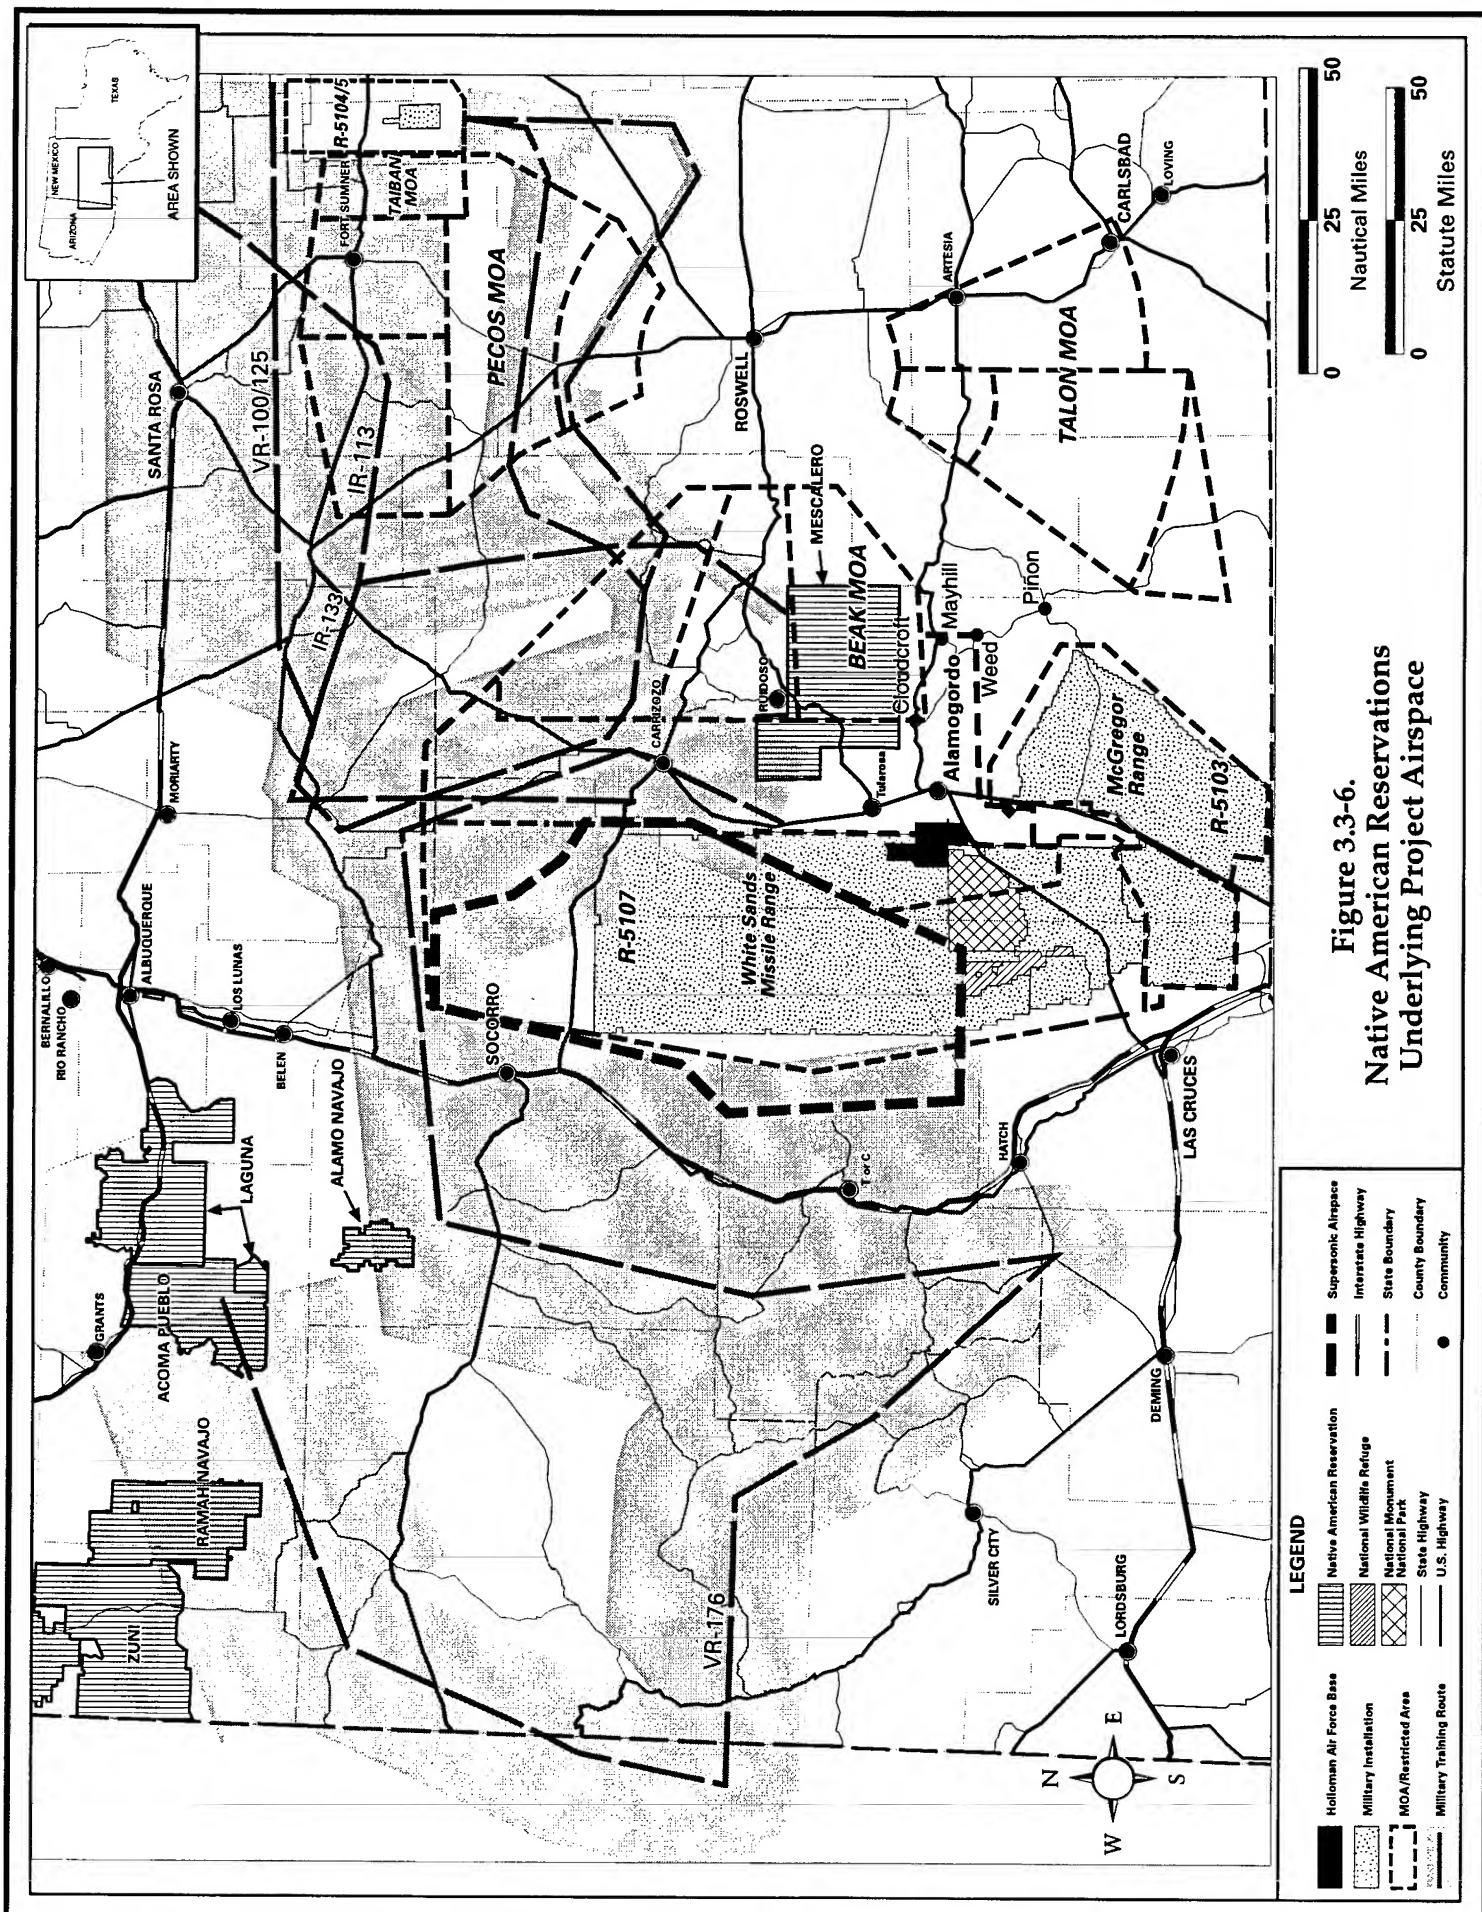 NEW MEXICO
ARIZONA
TEXAS
AREA SHOWN
BERNALILLO
RIO RANCHO
ALBUQUERQUE
MORIARTY
SANTA ROSA
GRANTS
LAGUNA
ACOMA PUEBLO
RAMAH NAVAJO
ZUNI
LOS LUNAS
BELEN
ALAMO NAVAJO
VR-100/125
IR-113
IR-133
FORT SUMNER
R-5104/5
TAIBAN
MOA
PECOS MOA
SOCORRO
CARRIZOZO
R-5107
White Sands
Missile Range
RUIDOSO
MESCALERO
BEAK MOA
ROSWELL
VR-176
T or C
Tularosa
Cloudcroft
Alamogordo
Mayhill
Weed
Piñon
ARTESIA
TALON MOA
CARLSBAD
LOVING
McGregor
Range
R-5103
HATCH
LAS CRUCES
SILVER CITY
DEMING
LORDSBURG
N
W
E
S
LEGEND
Holloman Air Force Base
Military Installation
MOA/Restricted Area
Military Training Route
Native American Reservation
National Wildlife Refuge
National Monument
National Park
State Highway
U.S. Highway
Supersonic Airspace
Interstate Highway
State Boundary
County Boundary
Community
Figure 3.3-6.
Native American Reservations
Underlying Project Airspace
0 25 50
Nautical Miles
0 25 50
Statute Miles